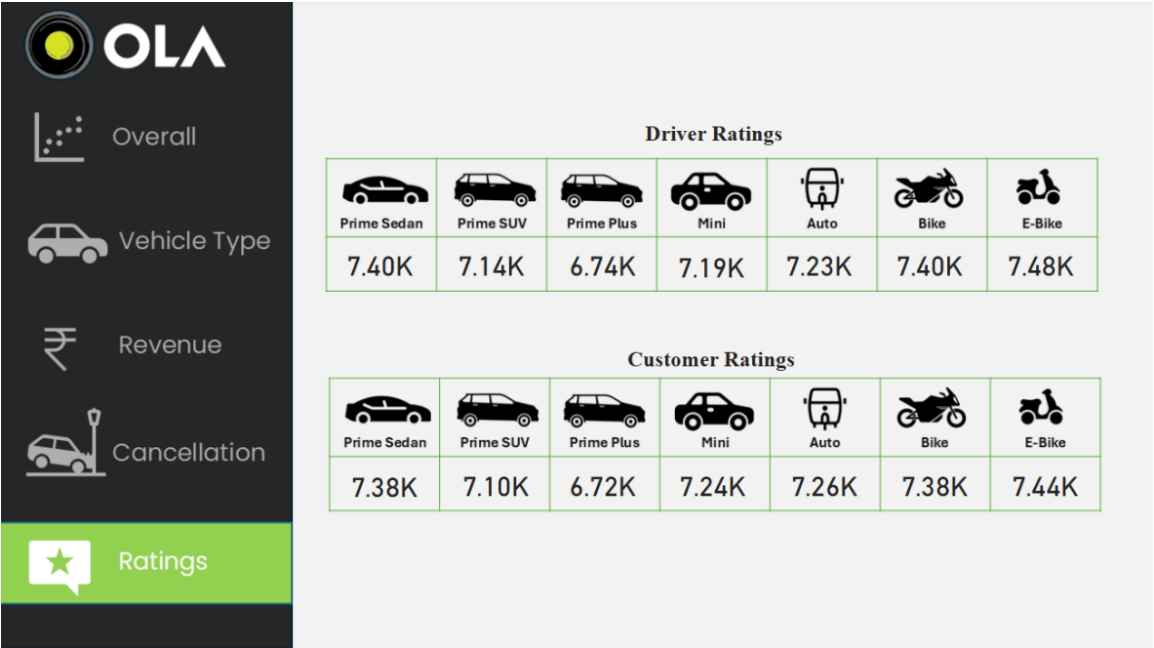 OLA
Overall
Vehicle Type
Revenue
Cancellation
Ratings
Driver Ratings
Prime Sedan Prime SUV Prime Plus Mini Auto Bike E-Bike
7.40K 7.14K 6.74K 7.19K 7.23K 7.40K 7.48K
Customer Ratings
Prime Sedan Prime SUV Prime Plus Mini Auto Bike E-Bike
7.38K 7.10K 6.72K 7.24K 7.26K 7.38K 7.44K